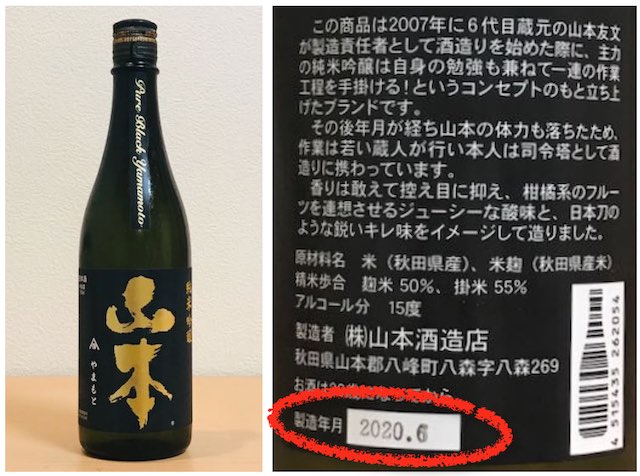 Pure Black Yamamoto
純米吟醸
山本
やまもと
この商品は2007年に6代目蔵元の山本友文
が製造責任者として酒造りを始めた際に、主力
の純米吟醸は自身の勉強も兼ねて一連の作業
工程を手掛ける！というコンセプトのもと立ち上
げたブランドです。
その後年月が経ち山本の体力も落ちたため、
作業は若い蔵人が行い本人は司令塔として酒
造りに携わっています。
香りは敢えて控え目に抑え、柑橘系のフルー
ツを連想させるジューシーな酸味と、日本刀の
ような鋭いキレ味をイメージして造りました。
原材料名 米（秋田県産）、米麹（秋田県産米）
精米歩合 麹米50%、掛米55%
アルコール分 15度
製造者 ㈱山本酒造店
秋田県山本郡八峰町八森字八森269
お酒は
製造年月 2020.6
4 515435 262054